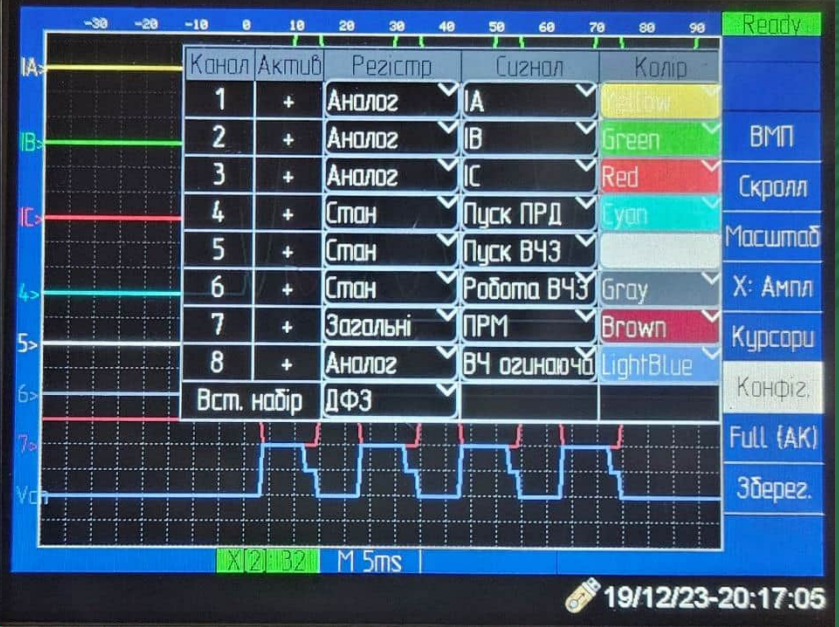 -30 -20 -10 0 10 20 30 40 50 60 70 80 90 Ready
IA>
Канал Актив Регістр Сигнал Колір
1 + Аналог IA Yellow
2 + Аналог IB Green
IB>
ВМП
3 + Аналог IC Red
Скролл
4 + Стан Пуск ПРД Cyan
IC>
Масштаб
5 + Стан Пуск ВЧЗ
6 + Стан Робота ВЧЗ Gray
4>
X: Ампл
7 + Загальні ПРМ Brown
5>
Курсори
8 + Аналог ВЧ огинаюча LightBlue
6>
Конфіг.
Вст. набір ДФЗ
7>
Full (АК)
Зберег.
X[2]:B2 M 5ms
19/12/23-20:17:05